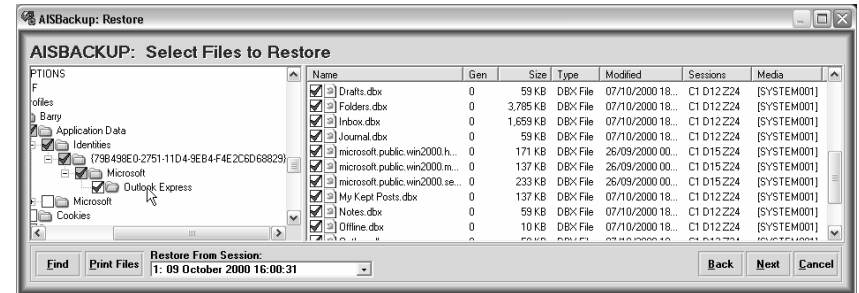 AISBackup: Restore
AISBACKUP: Select Files to Restore
PTIONS
F
rofiles
Barry
Application Data
Identities
{79B498E0-2751-11D4-9EB4-F4E2C6D68829}
Microsoft
Outlook Express
Microsoft
Cookies
Name Gen Size Type Modified Sessions Media
Drafts.dbx 0 59 KB DBX File 07/10/2000 18... C1 D12 Z24 [SYSTEM001]
Folders.dbx 0 3,785 KB DBX File 07/10/2000 18... C1 D12 Z24 [SYSTEM001]
Inbox.dbx 0 1,659 KB DBX File 07/10/2000 18... C1 D12 Z24 [SYSTEM001]
Journal.dbx 0 59 KB DBX File 07/10/2000 18... C1 D12 Z24 [SYSTEM001]
microsoft.public.win2000.h... 0 171 KB DBX File 26/09/2000 00... C1 D15 Z24 [SYSTEM001]
microsoft.public.win2000.m... 0 137 KB DBX File 26/09/2000 00... C1 D15 Z24 [SYSTEM001]
microsoft.public.win2000.se... 0 233 KB DBX File 26/09/2000 00... C1 D15 Z24 [SYSTEM001]
My Kept Posts.dbx 0 137 KB DBX File 07/10/2000 18... C1 D12 Z24 [SYSTEM001]
Notes.dbx 0 59 KB DBX File 07/10/2000 18... C1 D12 Z24 [SYSTEM001]
Offline.dbx 0 10 KB DBX File 07/10/2000 18... C1 D12 Z24 [SYSTEM001]
Find
Print Files
Restore From Session:
1: 09 October 2000 16:00:31
Back
Next
Cancel